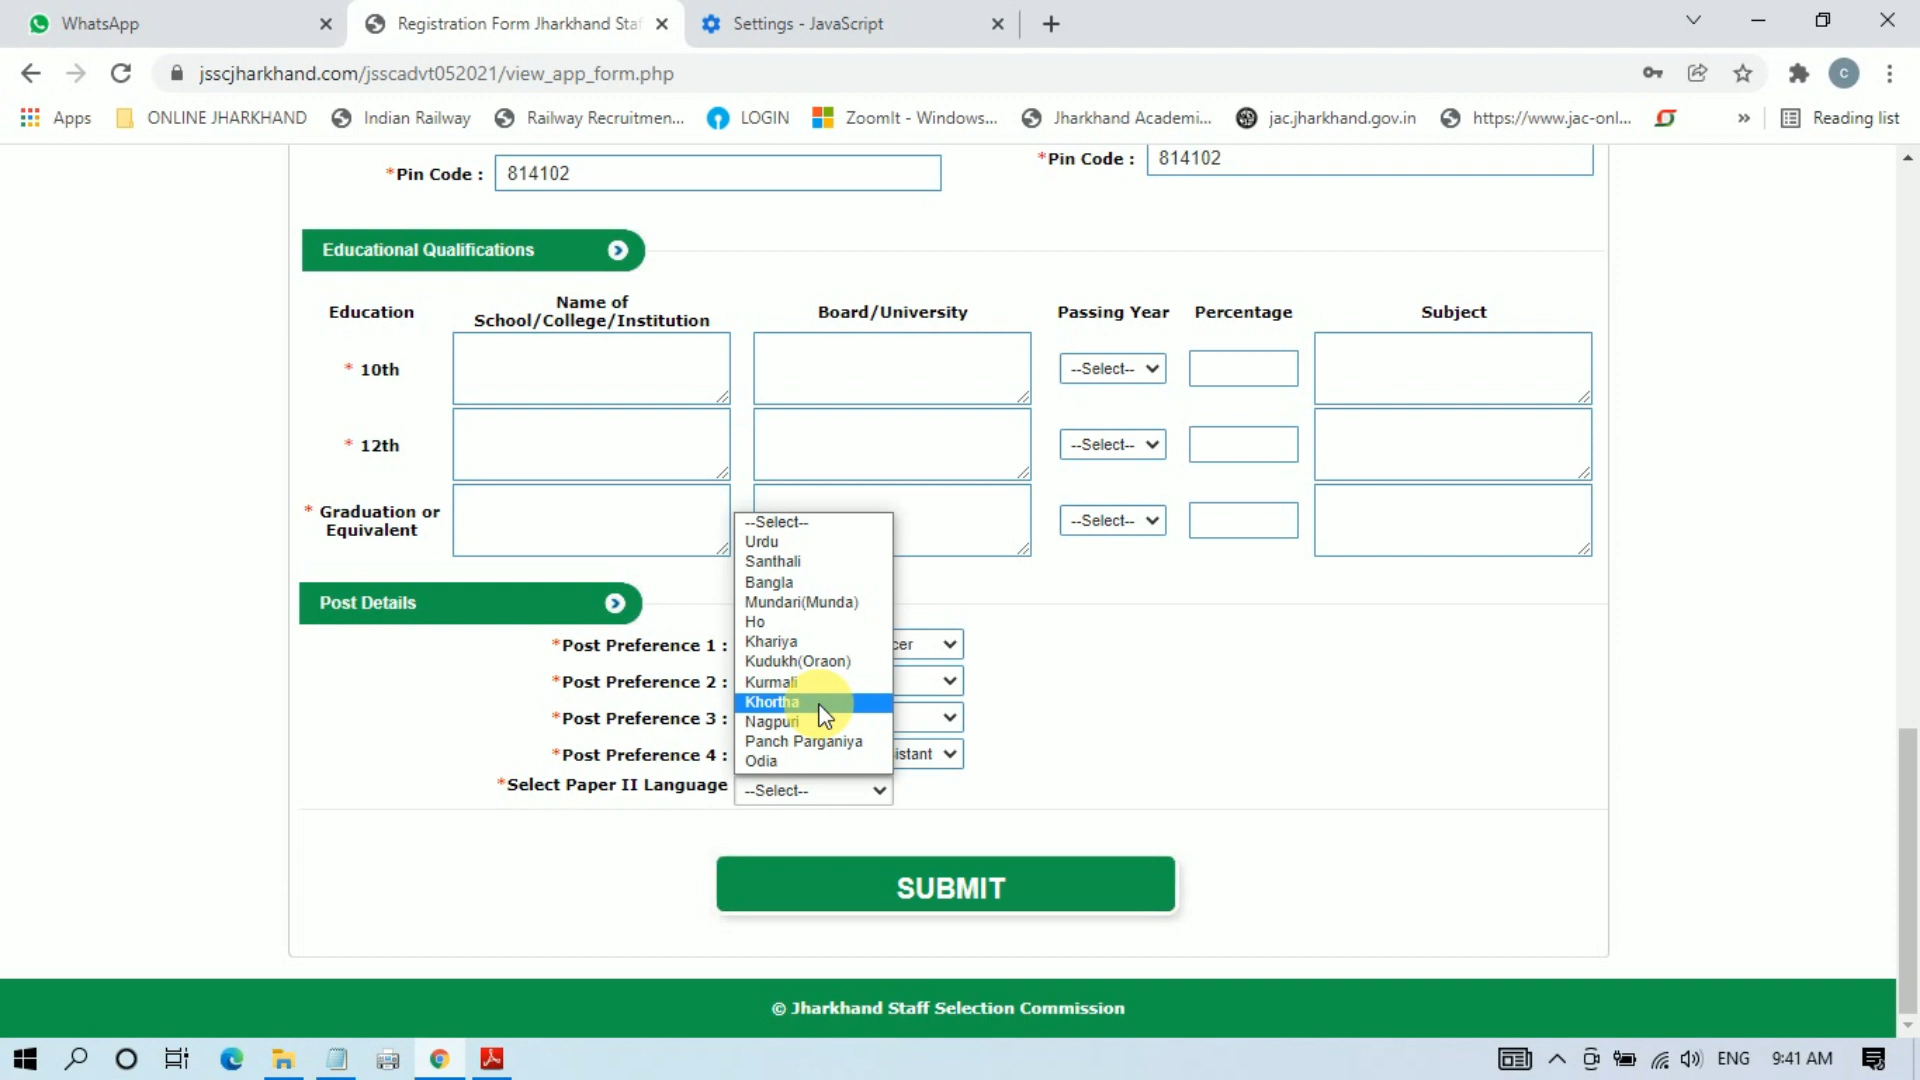 WhatsApp
Registration Form Jharkhand Staf
Settings - JavaScript
jsscjharkhand.com/jsscadvt052021/view_app_form.php
C
Apps
ONLINE JHARKHAND
Indian Railway
Railway Recruitmen...
LOGIN
ZoomIt - Windows...
Jharkhand Academi...
jac.jharkhand.gov.in
https://www.jac-onl...
»
Reading list
*Pin Code : 814102
*Pin Code : 814102
Educational Qualifications
Education
Name of
School/College/Institution
Board/University
Passing Year
Percentage
Subject
* 10th
--Select--
* 12th
--Select--
* Graduation or
Equivalent
--Select--
--Select--
Urdu
Santhali
Bangla
Mundari(Munda)
Ho
Khariya
Kudukh(Oraon)
Kurmali
Khortha
Nagpuri
Panch Parganiya
Odia
Post Details
*Post Preference 1 :
cer
*Post Preference 2 :
*Post Preference 3 :
*Post Preference 4 :
istant
*Select Paper II Language
--Select--
SUBMIT
© Jharkhand Staff Selection Commission
ENG
9:41 AM